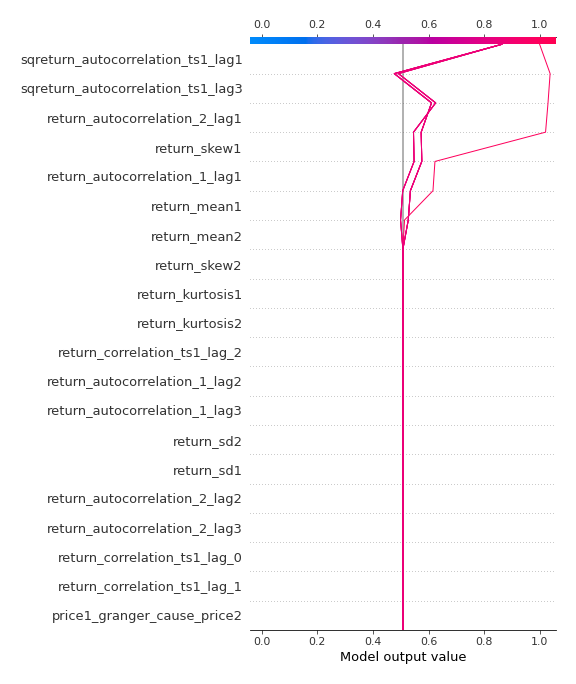 0.0 0.2 0.4 0.6 0.8 1.0
sqreturn_autocorrelation_ts1_lag1
sqreturn_autocorrelation_ts1_lag3
return_autocorrelation_2_lag1
return_skew1
return_autocorrelation_1_lag1
return_mean1
return_mean2
return_skew2
return_kurtosis1
return_kurtosis2
return_correlation_ts1_lag_2
return_autocorrelation_1_lag2
return_autocorrelation_1_lag3
return_sd2
return_sd1
return_autocorrelation_2_lag2
return_autocorrelation_2_lag3
return_correlation_ts1_lag_0
return_correlation_ts1_lag_1
price1_granger_cause_price2
0.0 0.2 0.4 0.6 0.8 1.0
Model output value